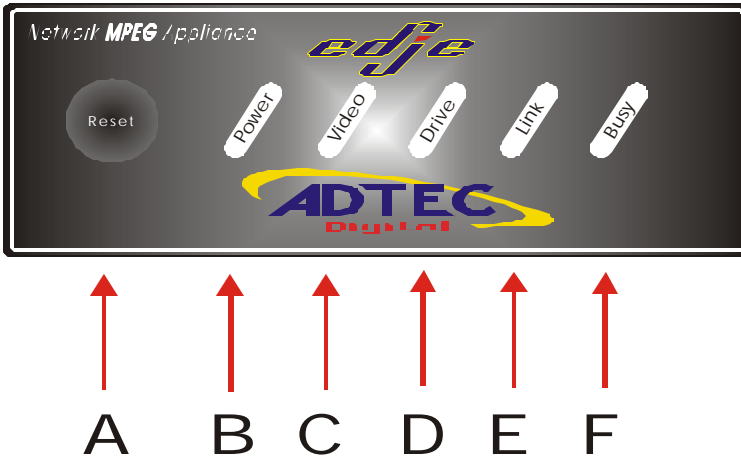 Network MPEG Appliance
edje
Reset
Power
Video
Drive
Link
Busy
ADTEC
Digital
A B C D E F